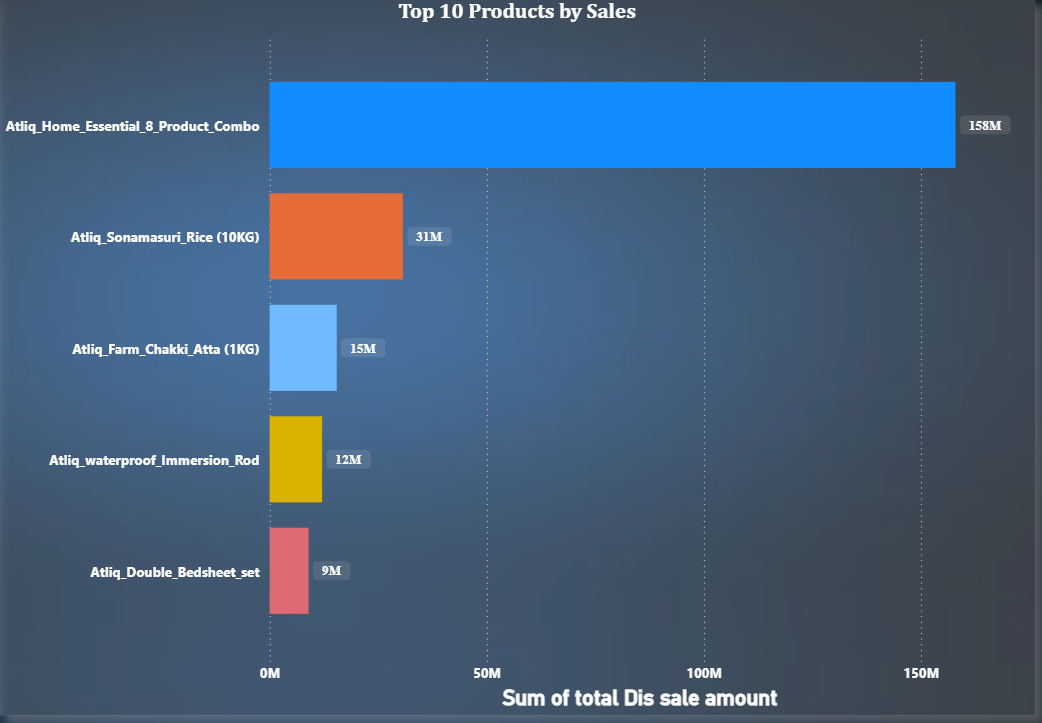 Top 10 Products by Sales
Atliq_Home_Essential_8_Product_Combo 158M
Atliq_Sonamasuri_Rice (10KG) 31M
Atliq_Farm_Chakki_Atta (1KG) 15M
Atliq_waterproof_Immersion_Rod 12M
Atliq_Double_Bedsheet_set 9M
0M 50M 100M 150M
Sum of total Dis sale amount